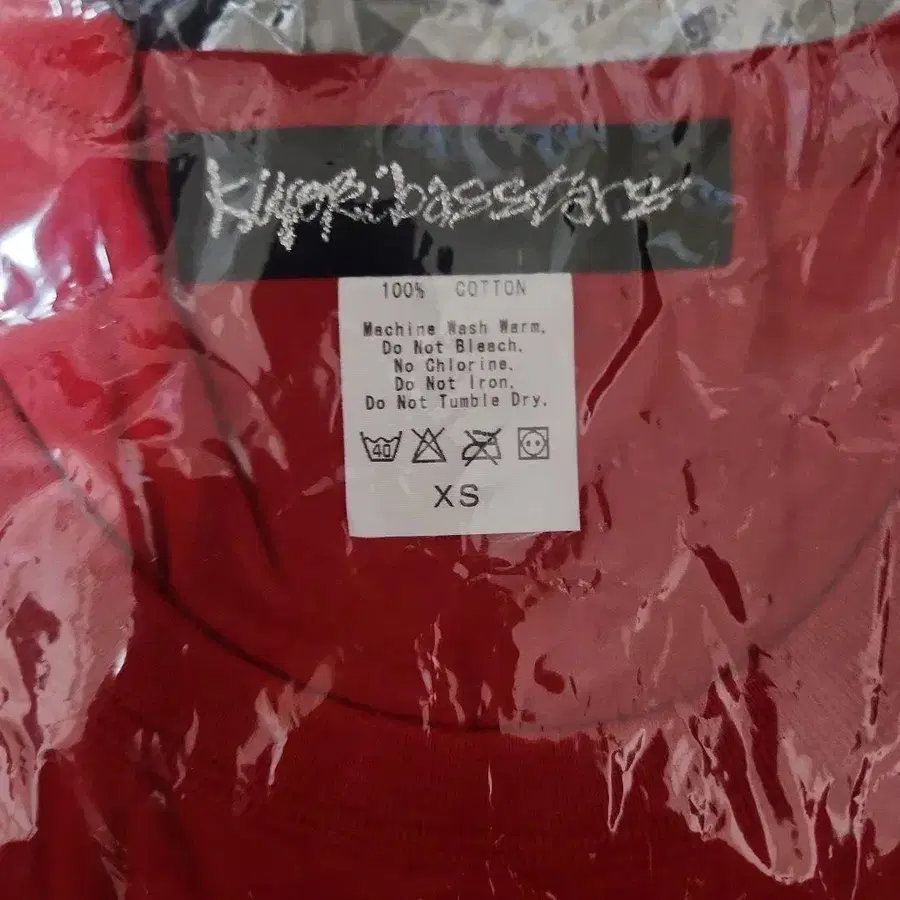 kiyoribasstars
100% COTTON
Machine Wash Warm.
Do Not Bleach.
No Chlorine.
Do Not Iron.
Do Not Tumble Dry.
40
XS